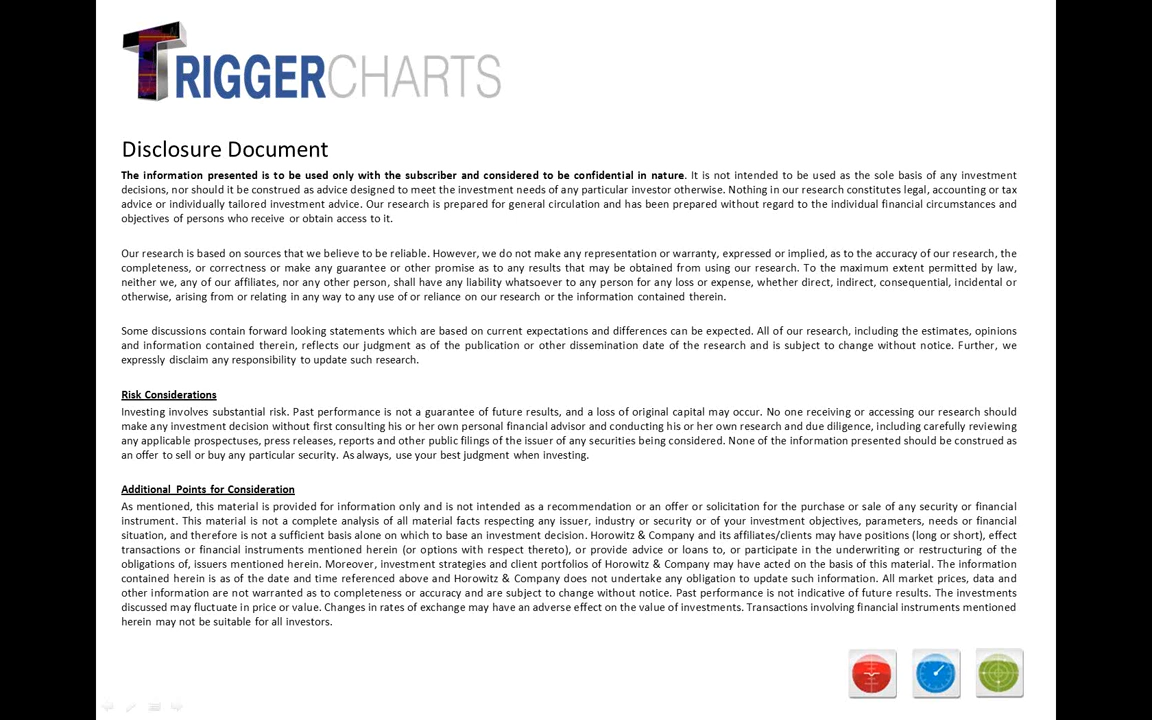 TRIGGERCHARTS
Disclosure Document
The information presented is to be used only with the subscriber and considered to be confidential in nature. It is not intended to be used as the sole basis of any investment
decisions, nor should it be construed as advice designed to meet the investment needs of any particular investor otherwise. Nothing in our research constitutes legal, accounting or tax
advice or individually tailored investment advice. Our research is prepared for general circulation and has been prepared without regard to the individual financial circumstances and
objectives of persons who receive or obtain access to it.
Our research is based on sources that we believe to be reliable. However, we do not make any representation or warranty, expressed or implied, as to the accuracy of our research, the
completeness, or correctness or make any guarantee or other promise as to any results that may be obtained from using our research. To the maximum extent permitted by law,
neither we, any of our affiliates, nor any other person, shall have any liability whatsoever to any person for any loss or expense, whether direct, indirect, consequential, incidental or
otherwise, arising from or relating in any way to any use of or reliance on our research or the information contained therein.
Some discussions contain forward looking statements which are based on current expectations and differences can be expected. All of our research, including the estimates, opinions
and information contained therein, reflects our judgment as of the publication or other dissemination date of the research and is subject to change without notice. Further, we
expressly disclaim any responsibility to update such research.
Risk Considerations
Investing involves substantial risk. Past performance is not a guarantee of future results, and a loss of original capital may occur. No one receiving or accessing our research should
make any investment decision without first consulting his or her own personal financial advisor and conducting his or her own research and due diligence, including carefully reviewing
any applicable prospectuses, press releases, reports and other public filings of the issuer of any securities being considered. None of the information presented should be construed as
an offer to sell or buy any particular security. As always, use your best judgment when investing.
Additional Points for Consideration
As mentioned, this material is provided for information only and is not intended as a recommendation or an offer or solicitation for the purchase or sale of any security or financial
instrument. This material is not a complete analysis of all material facts respecting any issuer, industry or security or of your investment objectives, parameters, needs or financial
situation, and therefore is not a sufficient basis alone on which to base an investment decision. Horowitz & Company and its affiliates/clients may have positions (long or short), effect
transactions or financial instruments mentioned herein (or options with respect thereto), or provide advice or loans to, or participate in the underwriting or restructuring of the
obligations of, issuers mentioned herein. Moreover, investment strategies and client portfolios of Horowitz & Company may have acted on the basis of this material. The information
contained herein is as of the date and time referenced above and Horowitz & Company does not undertake any obligation to update such information. All market prices, data and
other information are not warranted as to completeness or accuracy and are subject to change without notice. Past performance is not indicative of future results. The investments
discussed may fluctuate in price or value. Changes in rates of exchange may have an adverse effect on the value of investments. Transactions involving financial instruments mentioned
herein may not be suitable for all investors.